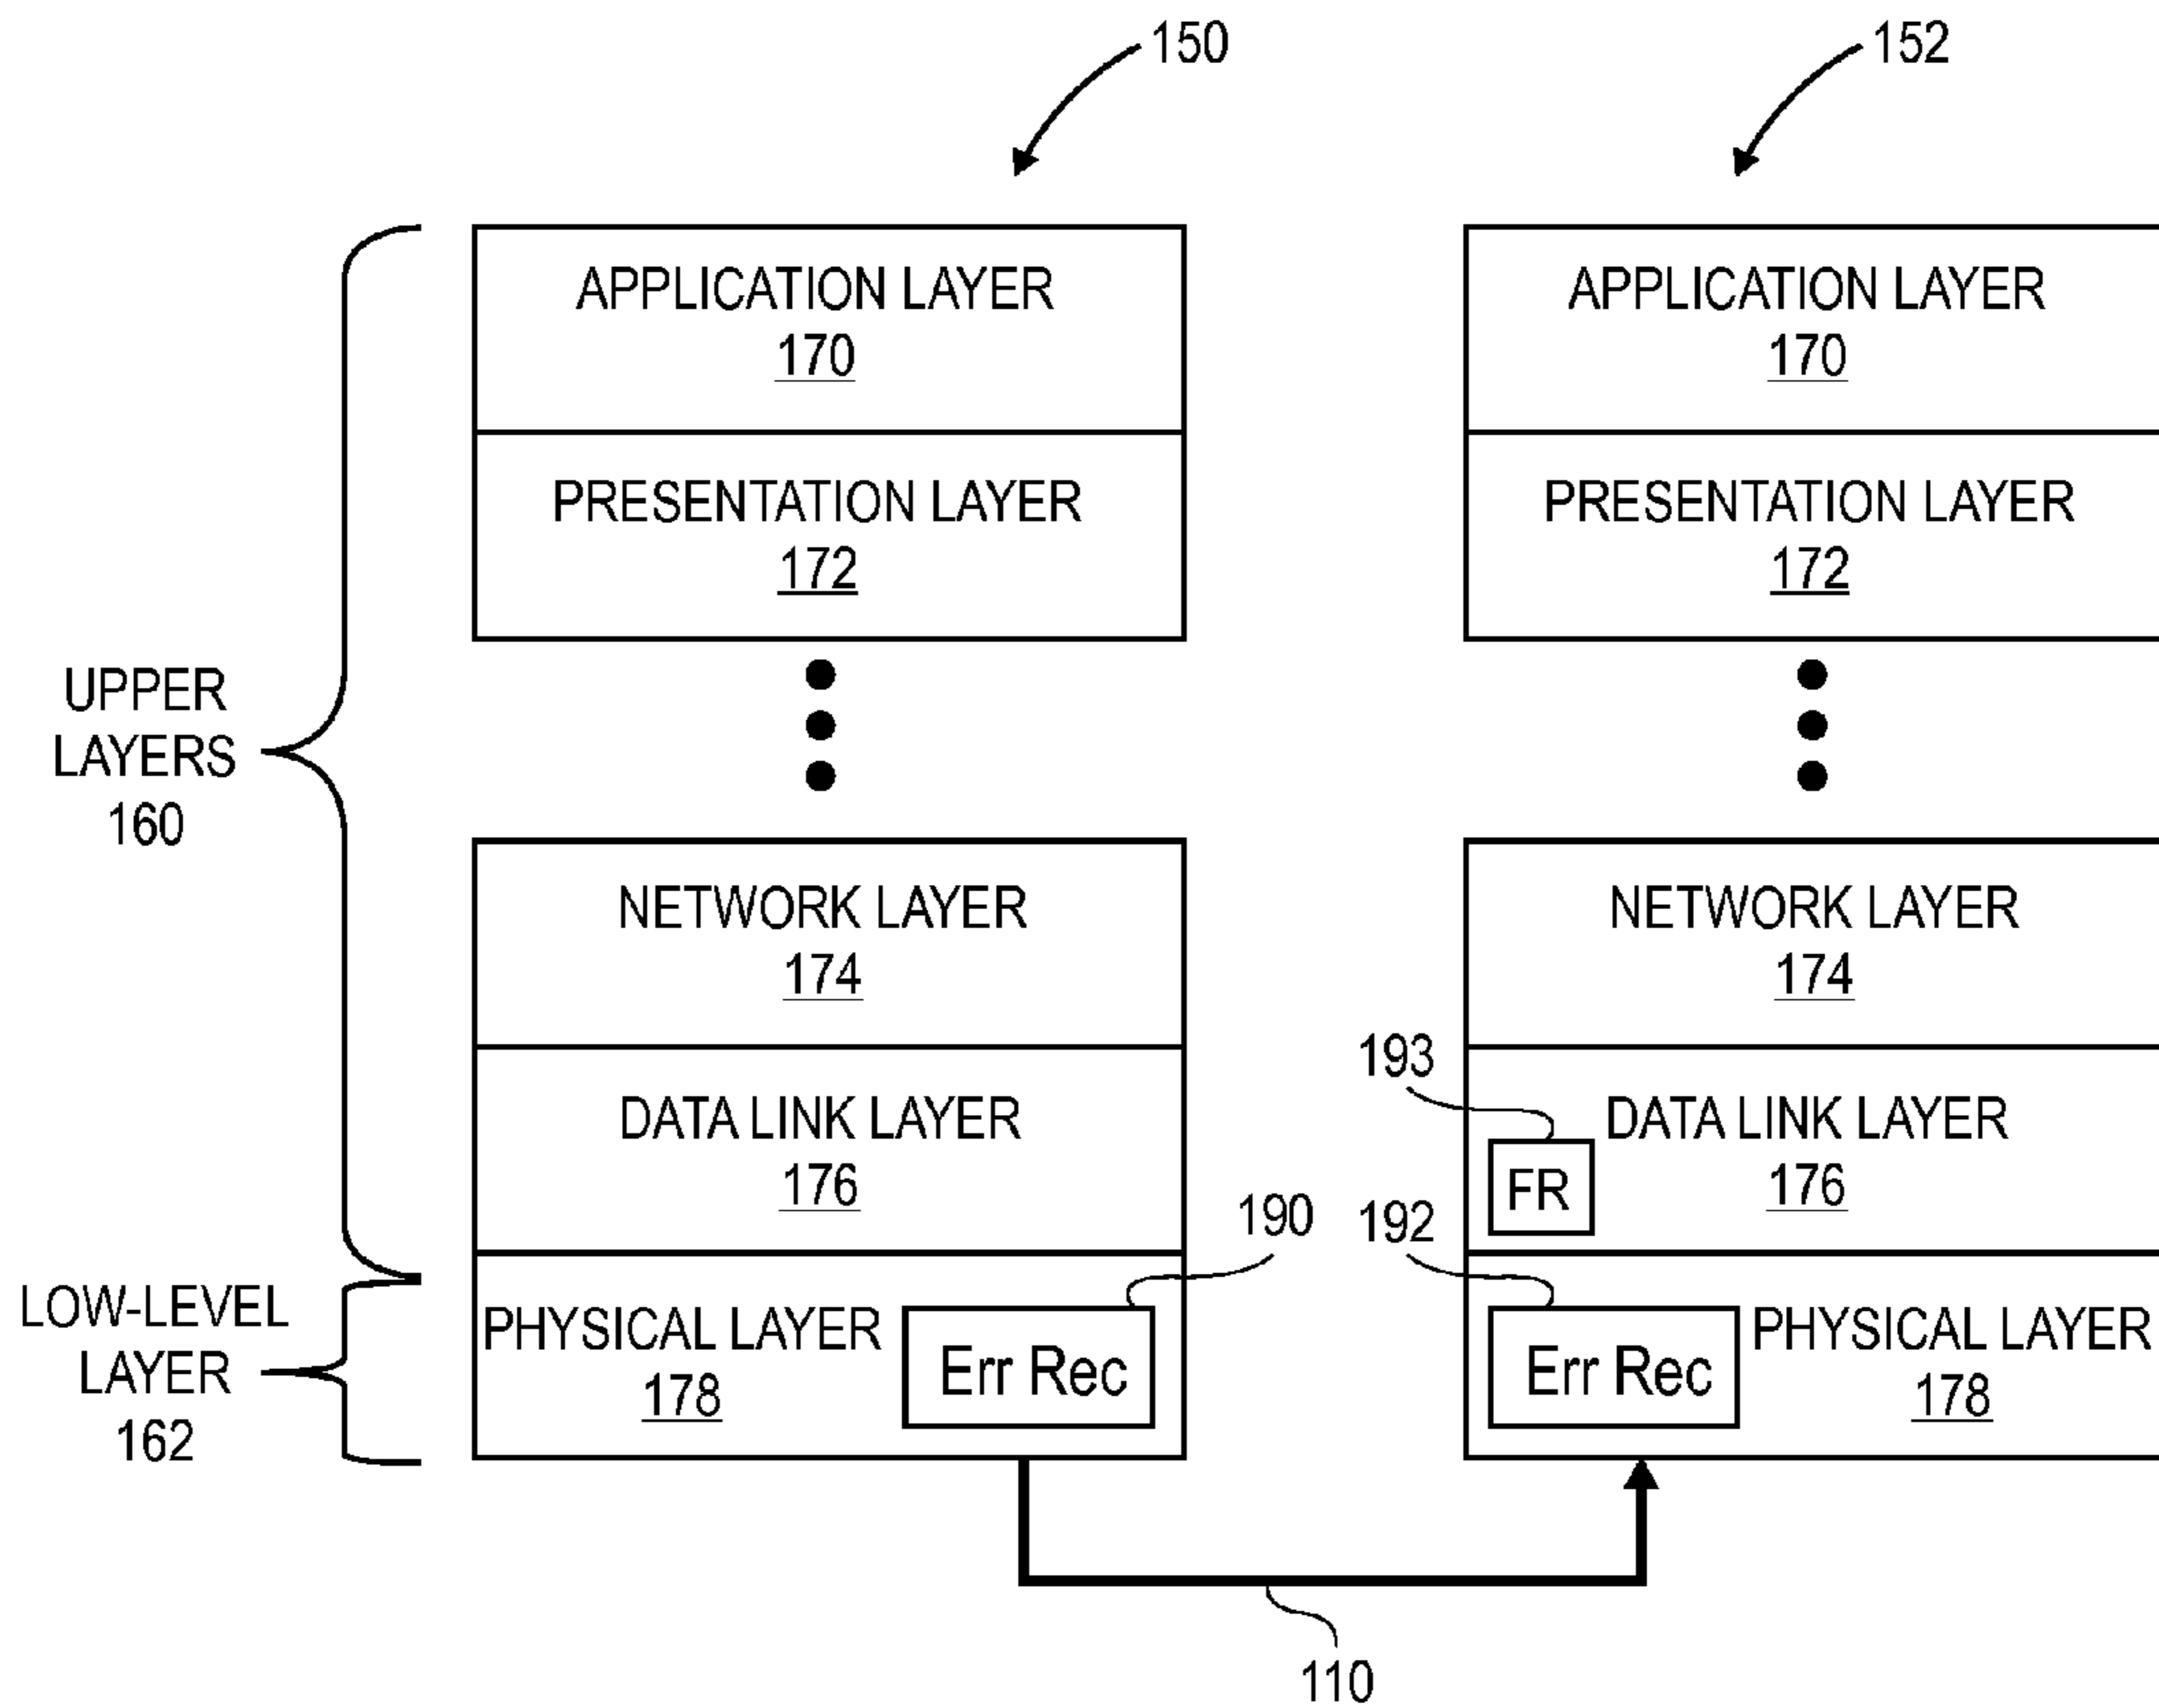 150
152
APPLICATION LAYER
170
APPLICATION LAYER
170
PRESENTATION LAYER
172
PRESENTATION LAYER
172
UPPER
LAYERS
160
NETWORK LAYER
174
NETWORK LAYER
174
193
DATA LINK LAYER
176
DATA LINK LAYER
176
FR
190
192
LOW-LEVEL
LAYER
162
PHYSICAL LAYER
178
Err Rec
Err Rec
PHYSICAL LAYER
178
110